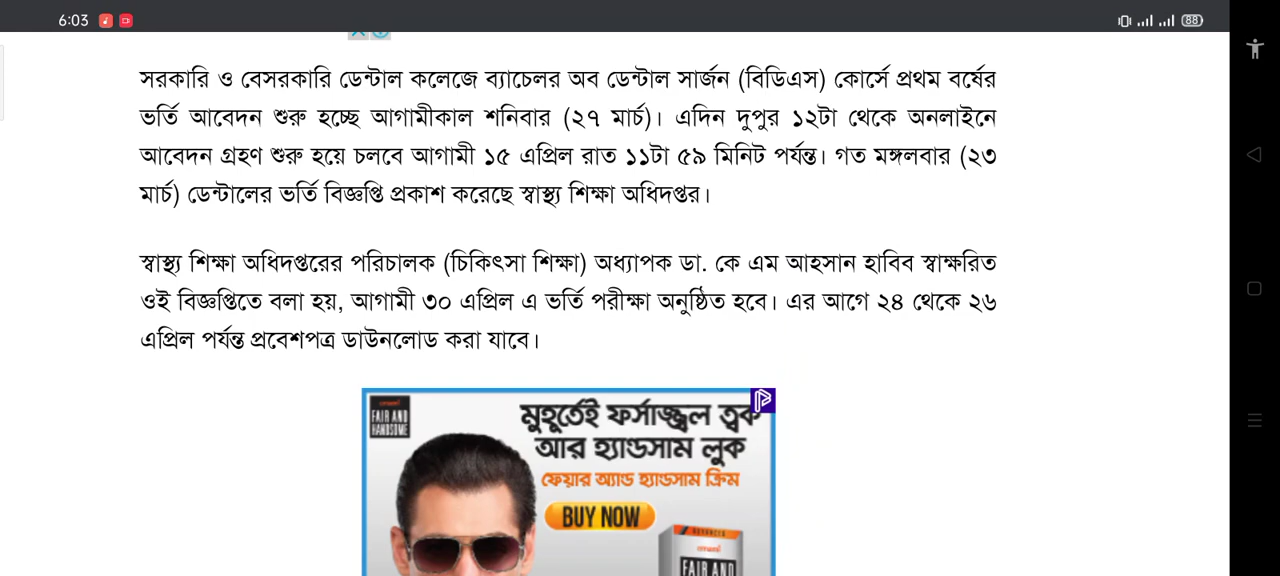 6:03
88
সরকারি ও বেসরকারি ডেন্টাল কলেজে ব্যাচেলর অব ডেন্টাল সার্জন (বিডিএস) কোর্সে প্রথম বর্ষের
ভর্তি আবেদন শুরু হচ্ছে আগামীকাল শনিবার (২৭ মার্চ)। এদিন দুপুর ১২টা থেকে অনলাইনে
আবেদন গ্রহণ শুরু হয়ে চলবে আগামী ১৫ এপ্রিল রাত ১১টা ৫৯ মিনিট পর্যন্ত। গত মঙ্গলবার (২৩
মার্চ) ডেন্টালের ভর্তি বিজ্ঞপ্তি প্রকাশ করেছে স্বাস্থ্য শিক্ষা অধিদপ্তর।
স্বাস্থ্য শিক্ষা অধিদপ্তরের পরিচালক (চিকিৎসা শিক্ষা) অধ্যাপক ডা. কে এম আহসান হাবিব স্বাক্ষরিত
ওই বিজ্ঞপ্তিতে বলা হয়, আগামী ৩০ এপ্রিল এ ভর্তি পরীক্ষা অনুষ্ঠিত হবে। এর আগে ২৪ থেকে ২৬
এপ্রিল পর্যন্ত প্রবেশপত্র ডাউনলোড করা যাবে।
FAIR AND
HANDSOME
মুহূর্তেই ফর্সাজ্জ্বল ত্বক
আর হ্যান্ডসাম লুক
ফেয়ার অ্যান্ড হ্যান্ডসাম ক্রিম
BUY NOW
emami
FAIR AND